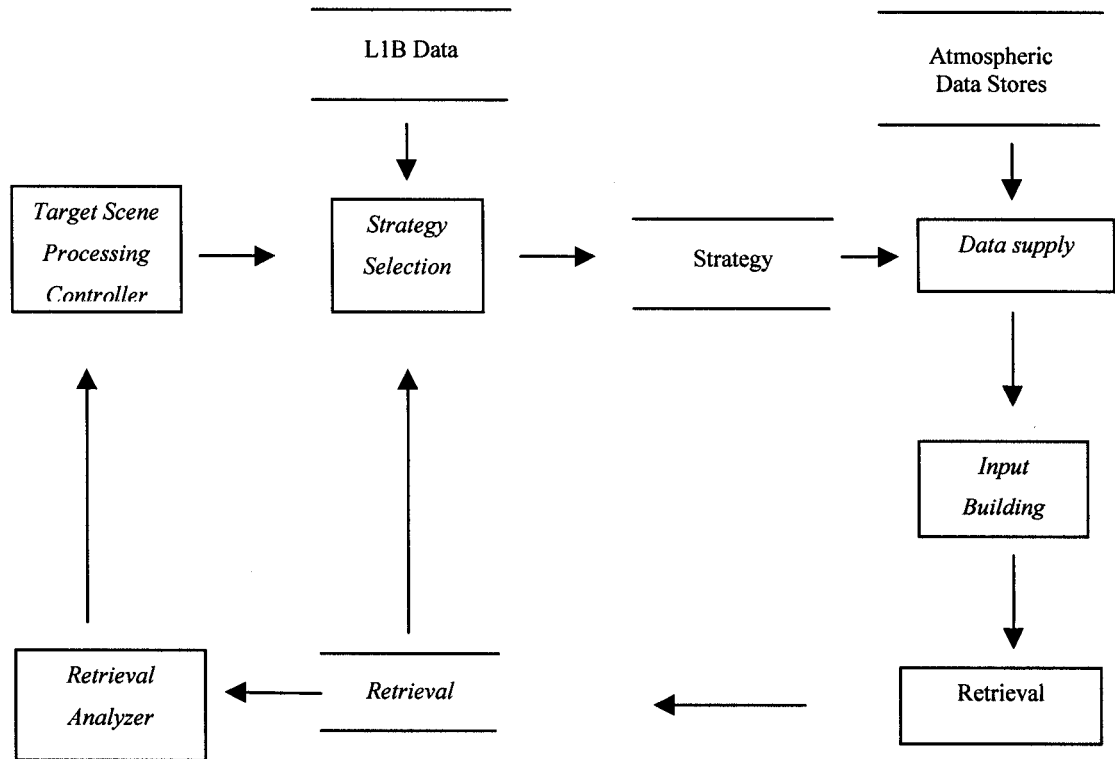 L1B Data
Atmospheric
Data Stores
Target Scene
Processing
Controller
Strategy
Selection
Strategy
Data supply
Input
Building
Retrieval
Analyzer
Retrieval
Retrieval